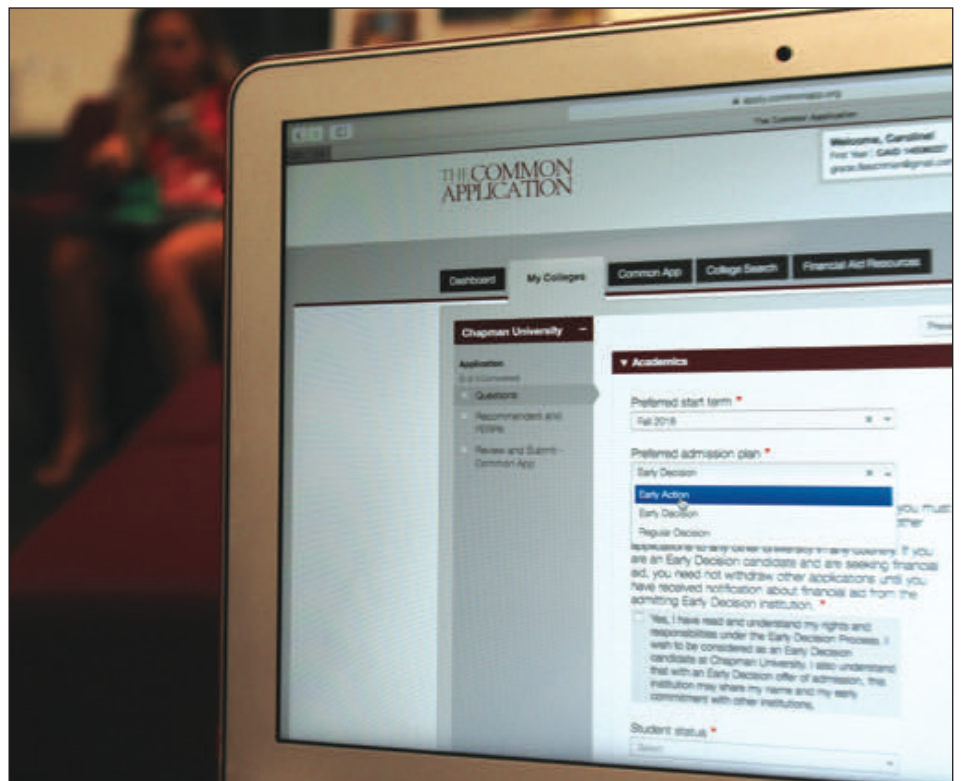 The Common Application
Welcome, Caroline!
THE COMMON
APPLICATION
Dashboard
My Colleges
Common App
College Search
Financial Aid Resources
Chapman University
Application
Questions
Recommenders and
FERPA
Review and Submit -
Common App
Academics
Preferred start term *
Fall 2018
Preferred admission plan *
Early Decision
Early Action
Early Decision
Regular Decision
you must
other
applications to any other university in any country. If you
are an Early Decision candidate and are seeking financial
aid, you need not withdraw other applications until you
have received notification about financial aid from the
admitting Early Decision institution. *
Yes, I have read and understand my rights and
responsibilities under the Early Decision Process. I
wish to be considered as an Early Decision
candidate at Chapman University. I also understand
that with an Early Decision offer of admission, this
institution may share my name and my early
commitment with other institutions.
Student status *